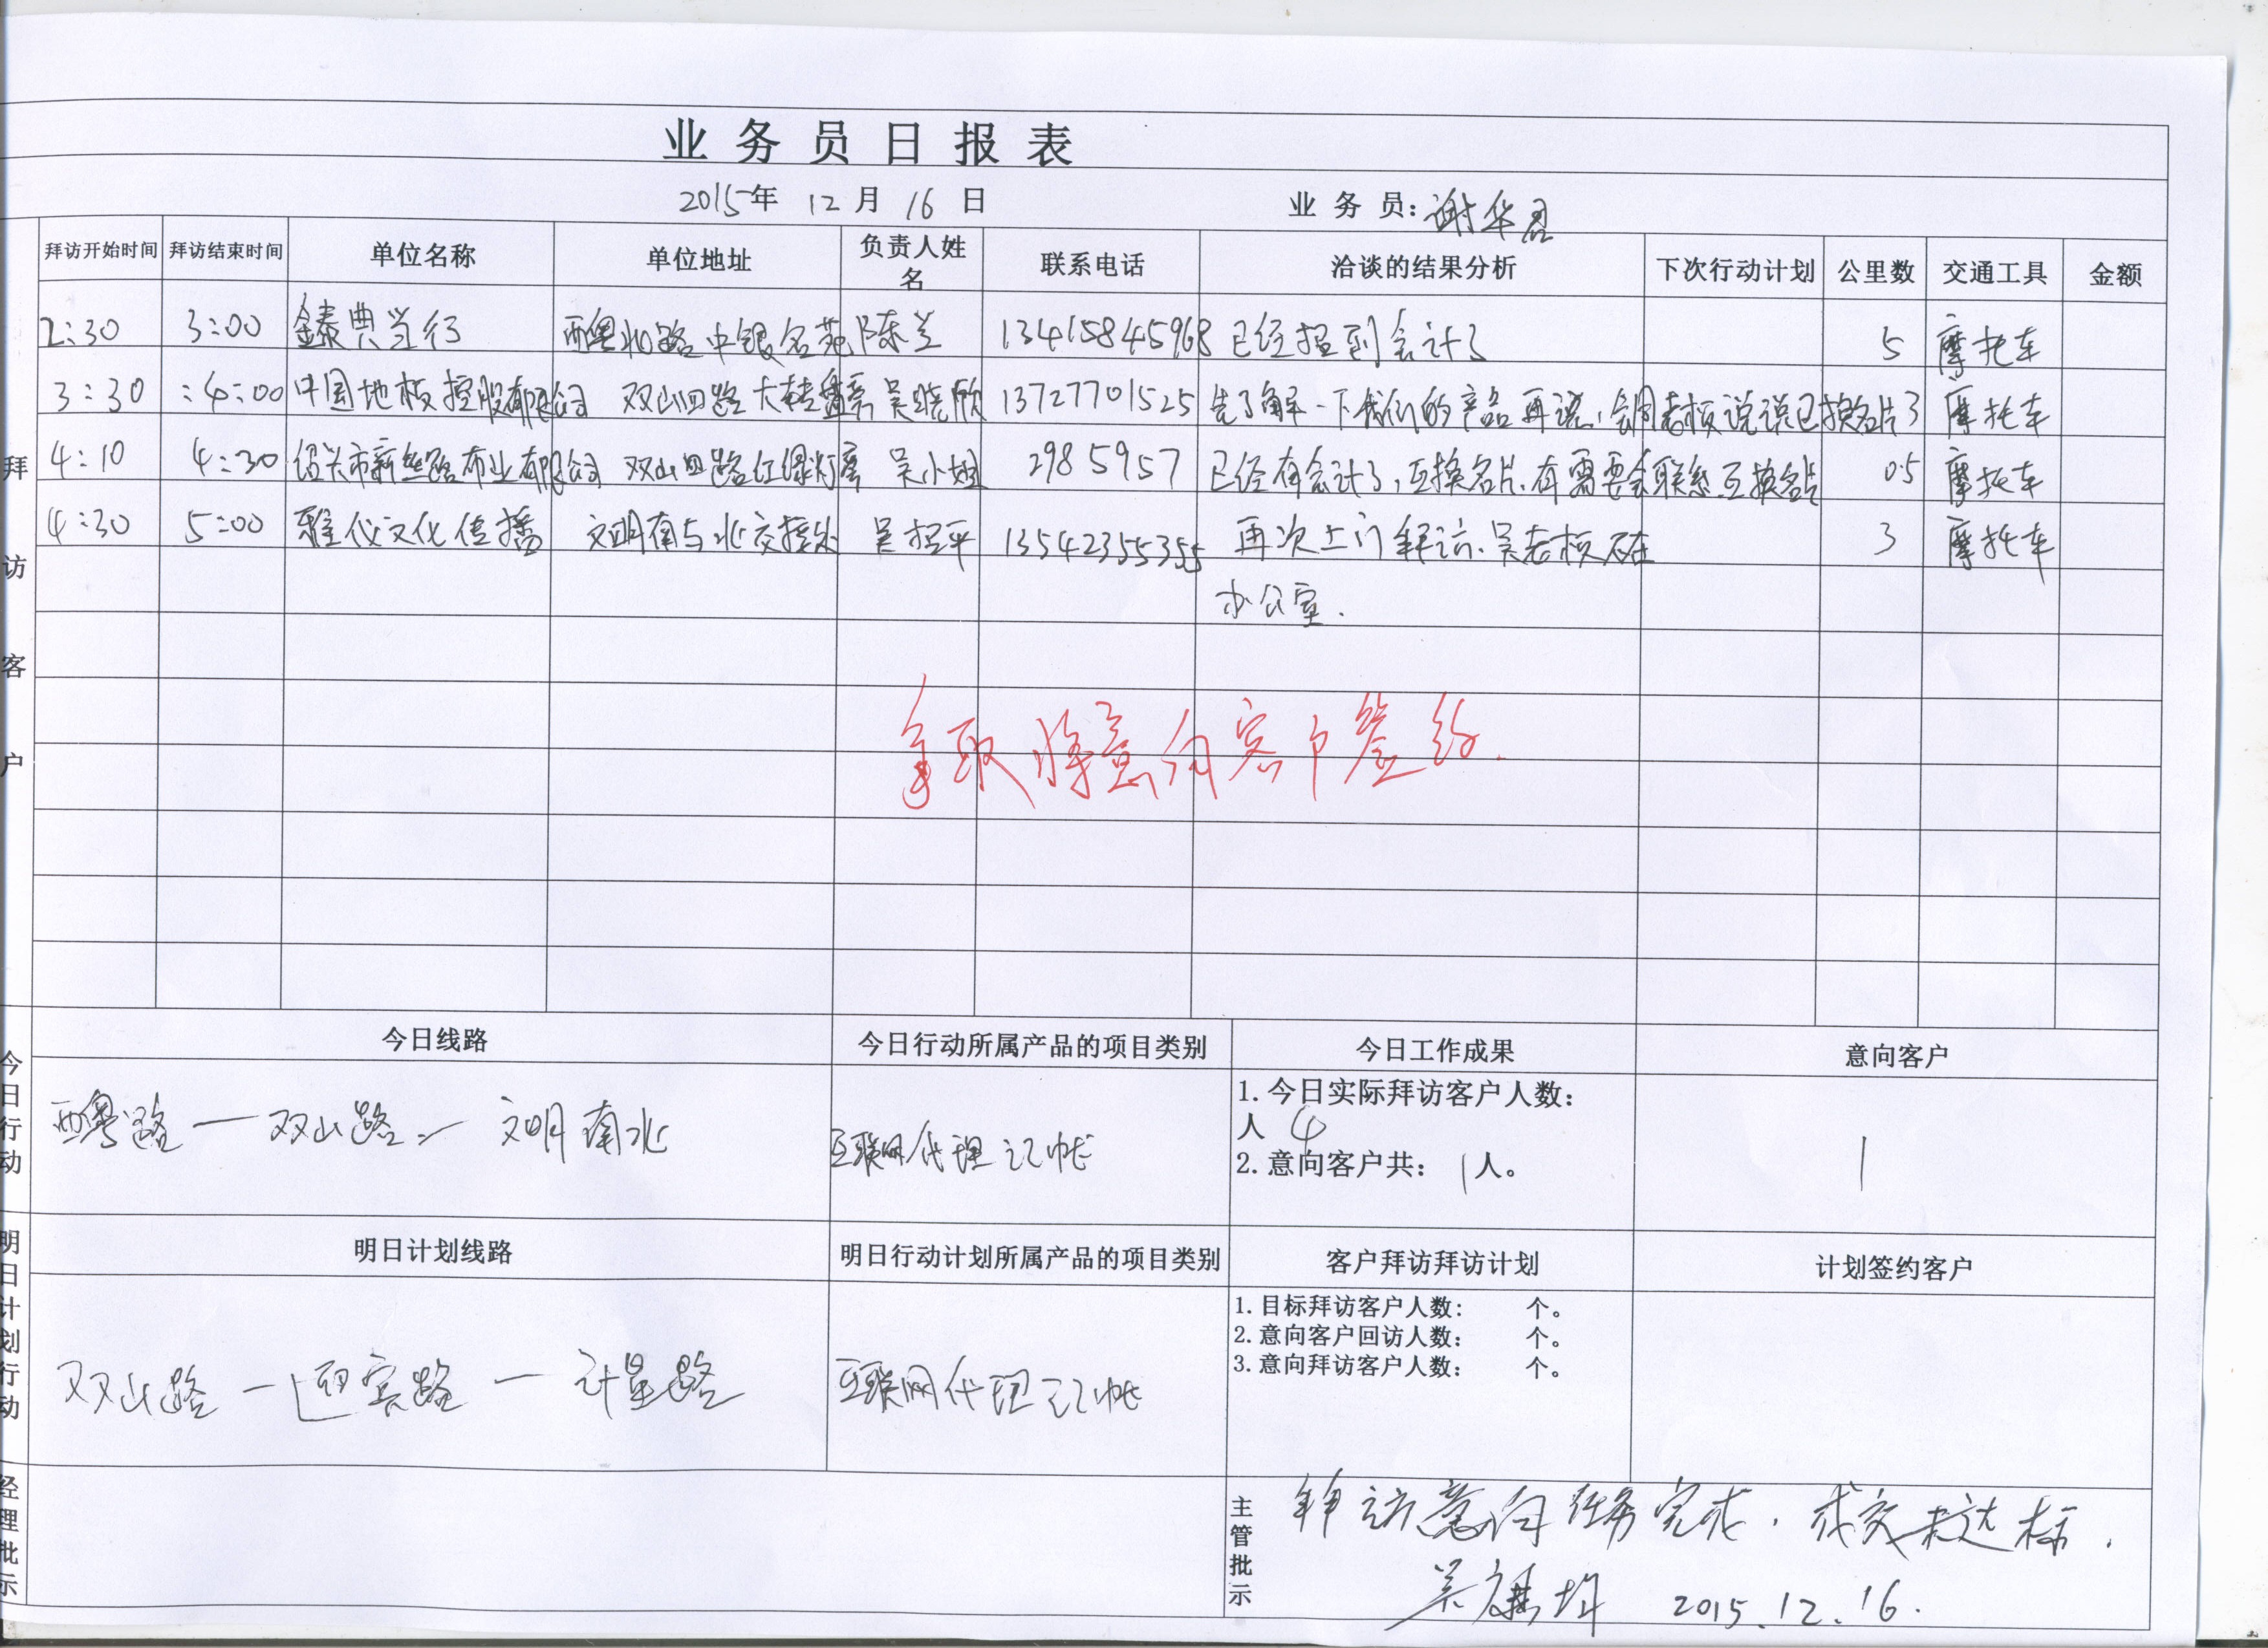 业务员日报表
2015年 12月 16日 业务员:谢华君
拜访开始时间 拜访结束时间 单位名称 单位地址 负责人姓名 联系电话 洽谈的结果分析 下次行动计划 公里数 交通工具 金额
拜访客户
2:30 3:00 鑫泰典当行 西粤北路中银名苑 陈兰 13415845968 已经招到会计了 5 摩托车
3:30 :4:00 中国地板控股有限公司 双山四路大转盘旁 吴晓欣 13727701525 先了解一下我们的产品再说,会同老板说说已换名片了 摩托车
4:10 4:30 汕头市新丝路布业有限公司 双山四路红绿灯旁 吴小姐 2985957 已经有会计了,互换名片,有需要会联系互换名片 0.5 摩托车
4:30 5:00 雅仪文化传播 文明南与北交接处 吴招平 13542355355 再次上门拜访.吴老板不在
3 摩托车
办公室.
争取将意向客户签约.
今日行动
今日线路 今日行动所属产品的项目类别 今日工作成果 意向客户
西粤路—双山路—文明南北 互联网代理记帐
1.今日实际拜访客户人数:
人 4
2.意向客户共: 1人。
1
明日计划行动
明日计划线路 明日行动计划所属产品的项目类别 客户拜访拜访计划 计划签约客户
双山路—迎宾路—计星路 互联网代理记帐
1.目标拜访客户人数: 个。
2.意向客户回访人数: 个。
3.意向拜访客户人数: 个。
经理批示
主管批示
拜访意向任务完成.成交未达标.
2015.12.16.